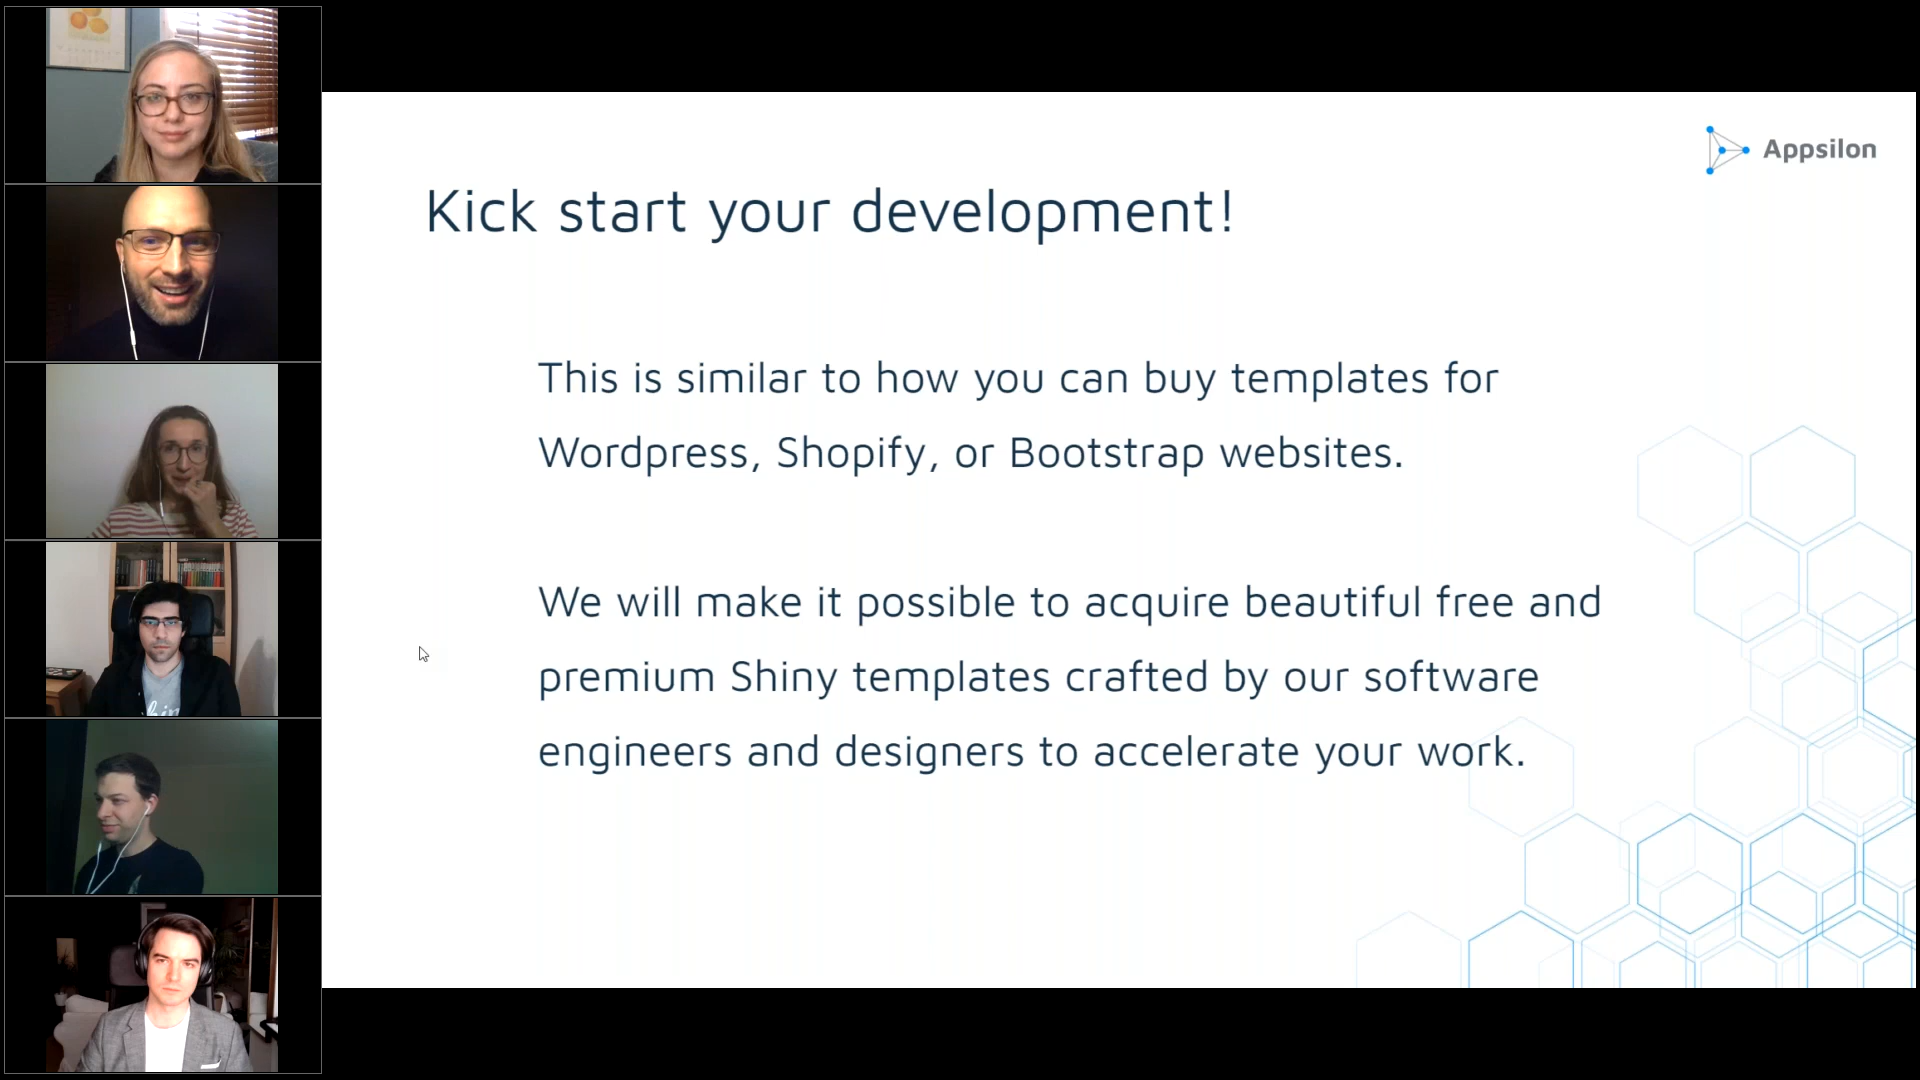 Appsilon
Kick start your development!
This is similar to how you can buy templates for
Wordpress, Shopify, or Bootstrap websites.
We will make it possible to acquire beautiful free and
premium Shiny templates crafted by our software
engineers and designers to accelerate your work.